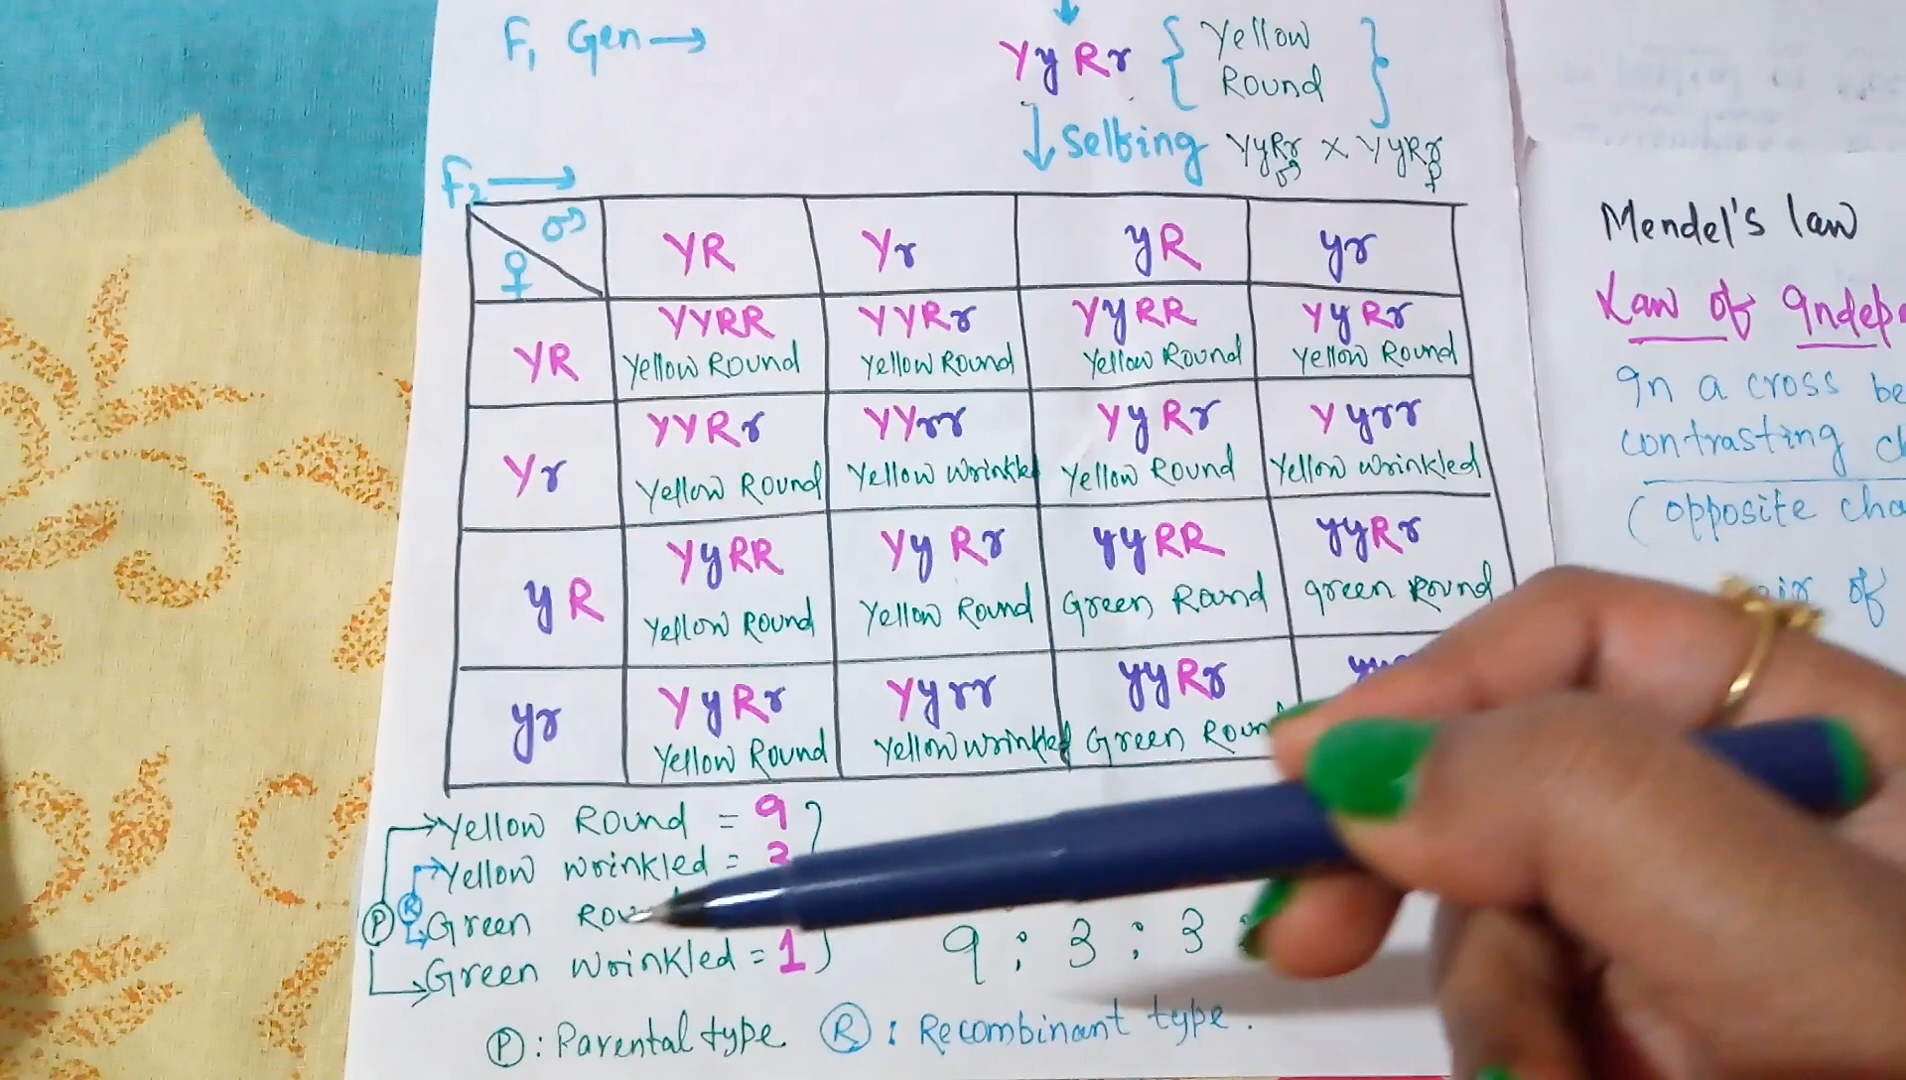 F1 Gen →
YyRr { Yellow Round }
↓ Selfing YyRr ♂ × YyRr ♀
F2 →
♂ ♀ YR Yr yR yr
YR YYRR YYRr YyRR YyRr
Yellow Round Yellow Round Yellow Round Yellow Round
Yr YYRr YYrr YyRr Yyrr
Yellow Round Yellow wrinkled Yellow Round Yellow wrinkled
yR YyRR YyRr yyRR yyRr
Yellow Round Yellow Round Green Round green Round
yr YyRr Yyrr yyRr
Yellow Round Yellow wrinkled Green Roun
Yellow Round = 9
Yellow wrinkled =
Green
Green wrinkled = 1
P R
9 : 3 : 3
P : Parental type R : Recombinant type.
Mendel's law
Law of
In a cross
contrasting
(opposite
of